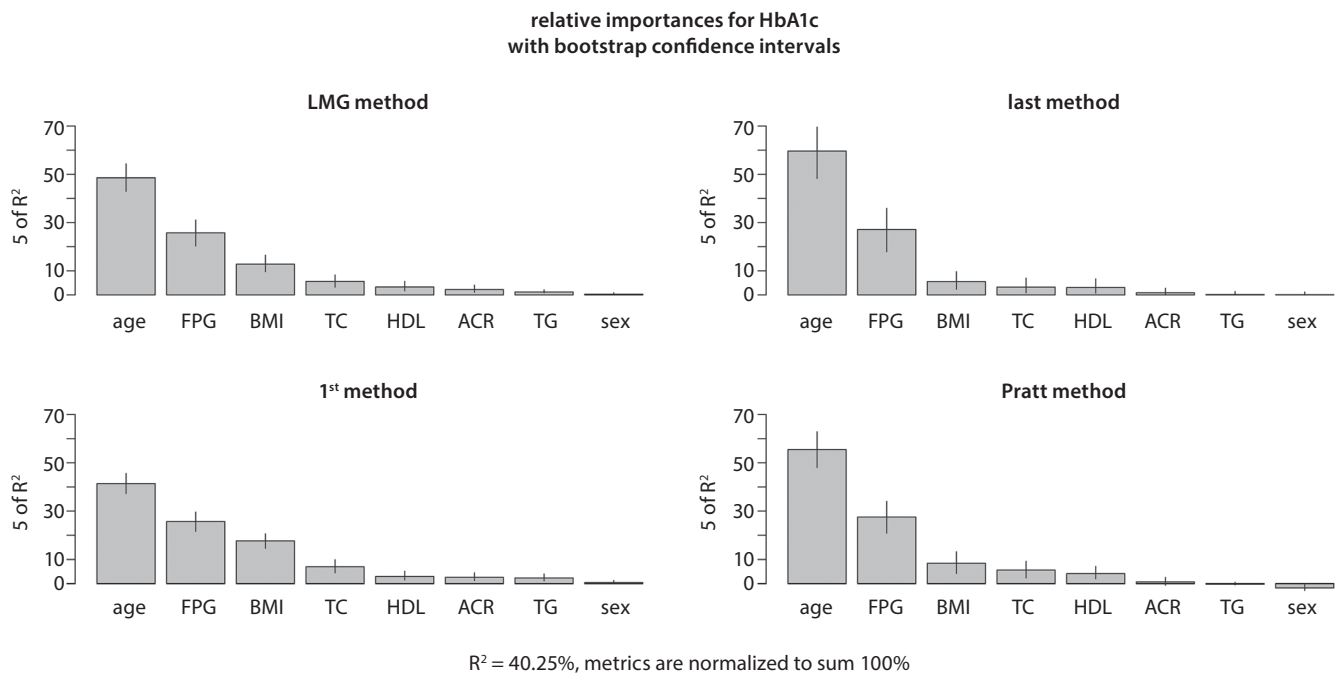 relative importances for HbA1c
with bootstrap confidence intervals
LMG method
5 of R²
70
50
30
10
0
age FPG BMI TC HDL ACR TG sex
last method
5 of R²
70
50
30
10
0
age FPG BMI TC HDL ACR TG sex
1st method
5 of R²
70
50
30
10
0
age FPG BMI TC HDL ACR TG sex
Pratt method
5 of R²
70
50
30
10
0
age FPG BMI TC HDL ACR TG sex
R² = 40.25%, metrics are normalized to sum 100%